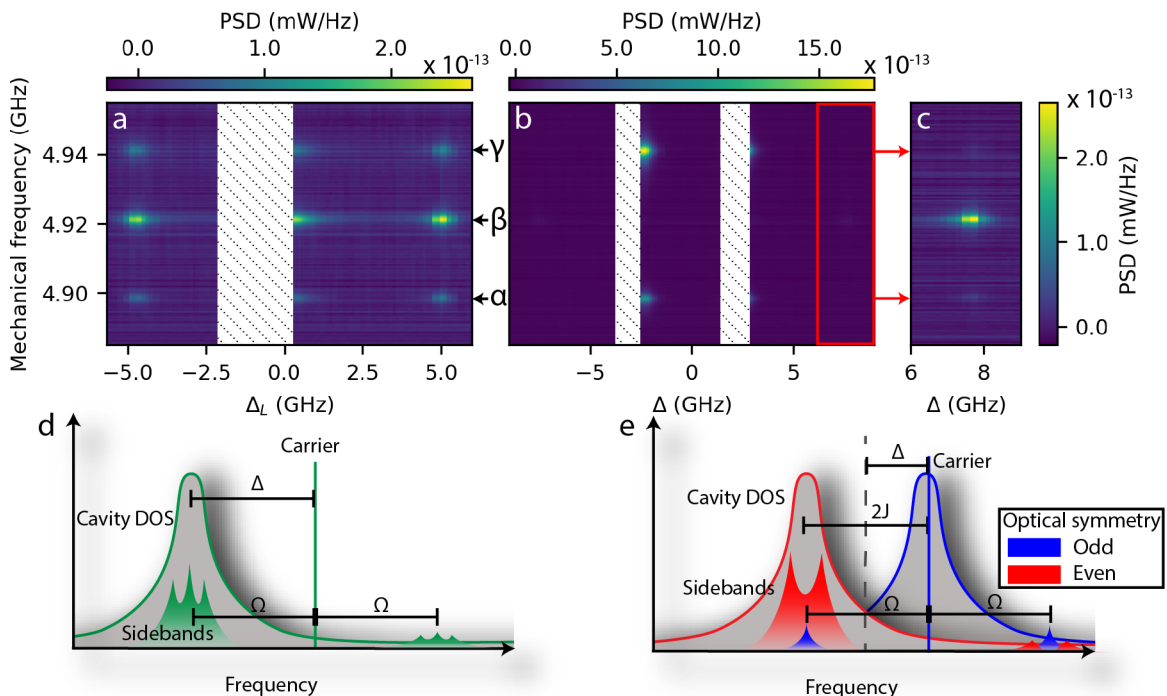 PSD (mW/Hz)
PSD (mW/Hz)
0.0 1.0 2.0
x 10⁻¹³
0.0 5.0 10.0 15.0
x 10⁻¹³
Mechanical frequency (GHz)
4.94
4.92
4.90
a
γ
β
α
b
c
x 10⁻¹³
2.0
1.0
0.0
PSD (mW/Hz)
−5.0 −2.5 0.0 2.5 5.0
−5 0 5
6 8
Δ_L (GHz)
Δ (GHz)
Δ (GHz)
d
Carrier
Δ
Cavity DOS
Ω
Ω
Sidebands
Frequency
e
Δ
Carrier
Cavity DOS
2J
Sidebands
Ω
Ω
Optical symmetry
Odd
Even
Frequency